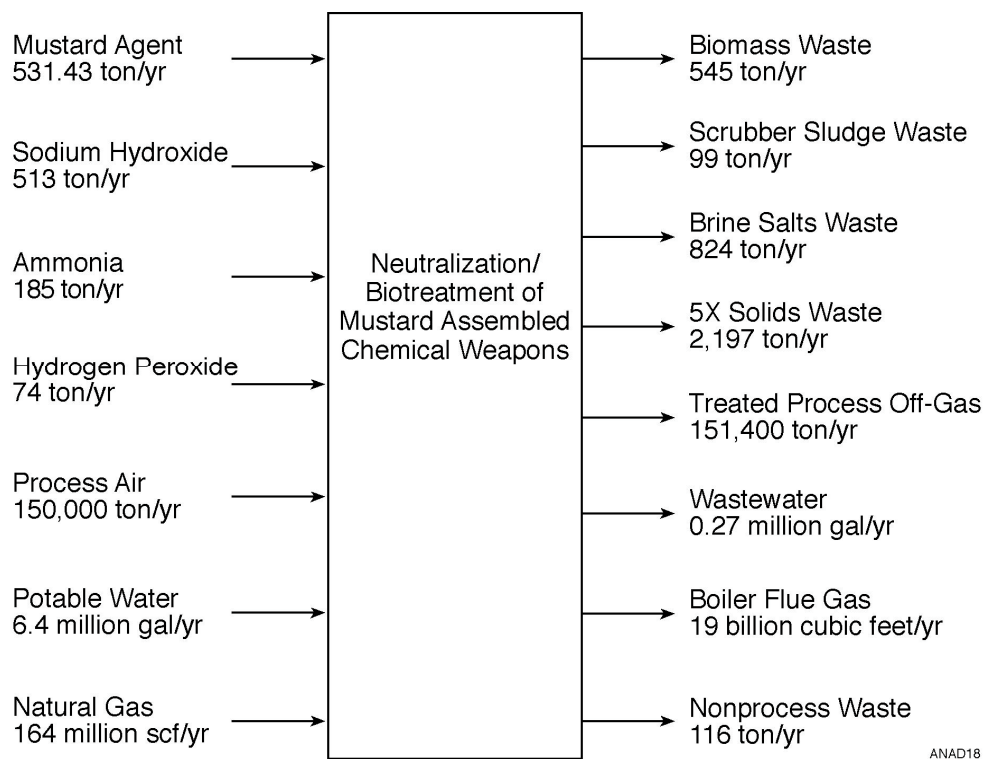 Mustard Agent
531.43 ton/yr
Sodium Hydroxide
513 ton/yr
Ammonia
185 ton/yr
Hydrogen Peroxide
74 ton/yr
Process Air
150,000 ton/yr
Potable Water
6.4 million gal/yr
Natural Gas
164 million scf/yr
Neutralization/
Biotreatment of
Mustard Assembled
Chemical Weapons
Biomass Waste
545 ton/yr
Scrubber Sludge Waste
99 ton/yr
Brine Salts Waste
824 ton/yr
5X Solids Waste
2,197 ton/yr
Treated Process Off-Gas
151,400 ton/yr
Wastewater
0.27 million gal/yr
Boiler Flue Gas
19 billion cubic feet/yr
Nonprocess Waste
116 ton/yr
ANAD18